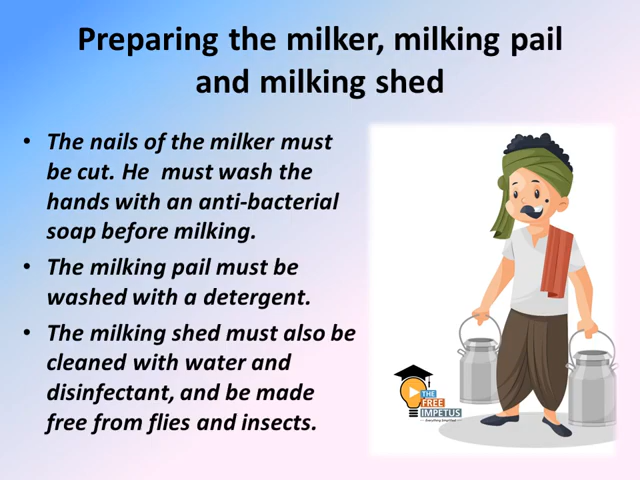 Preparing the milker, milking pail
and milking shed
• The nails of the milker must
be cut. He must wash the
hands with an anti-bacterial
soap before milking.
• The milking pail must be
washed with a detergent.
• The milking shed must also be
cleaned with water and
disinfectant, and be made
free from flies and insects.
THE
FREE
IMPETUS